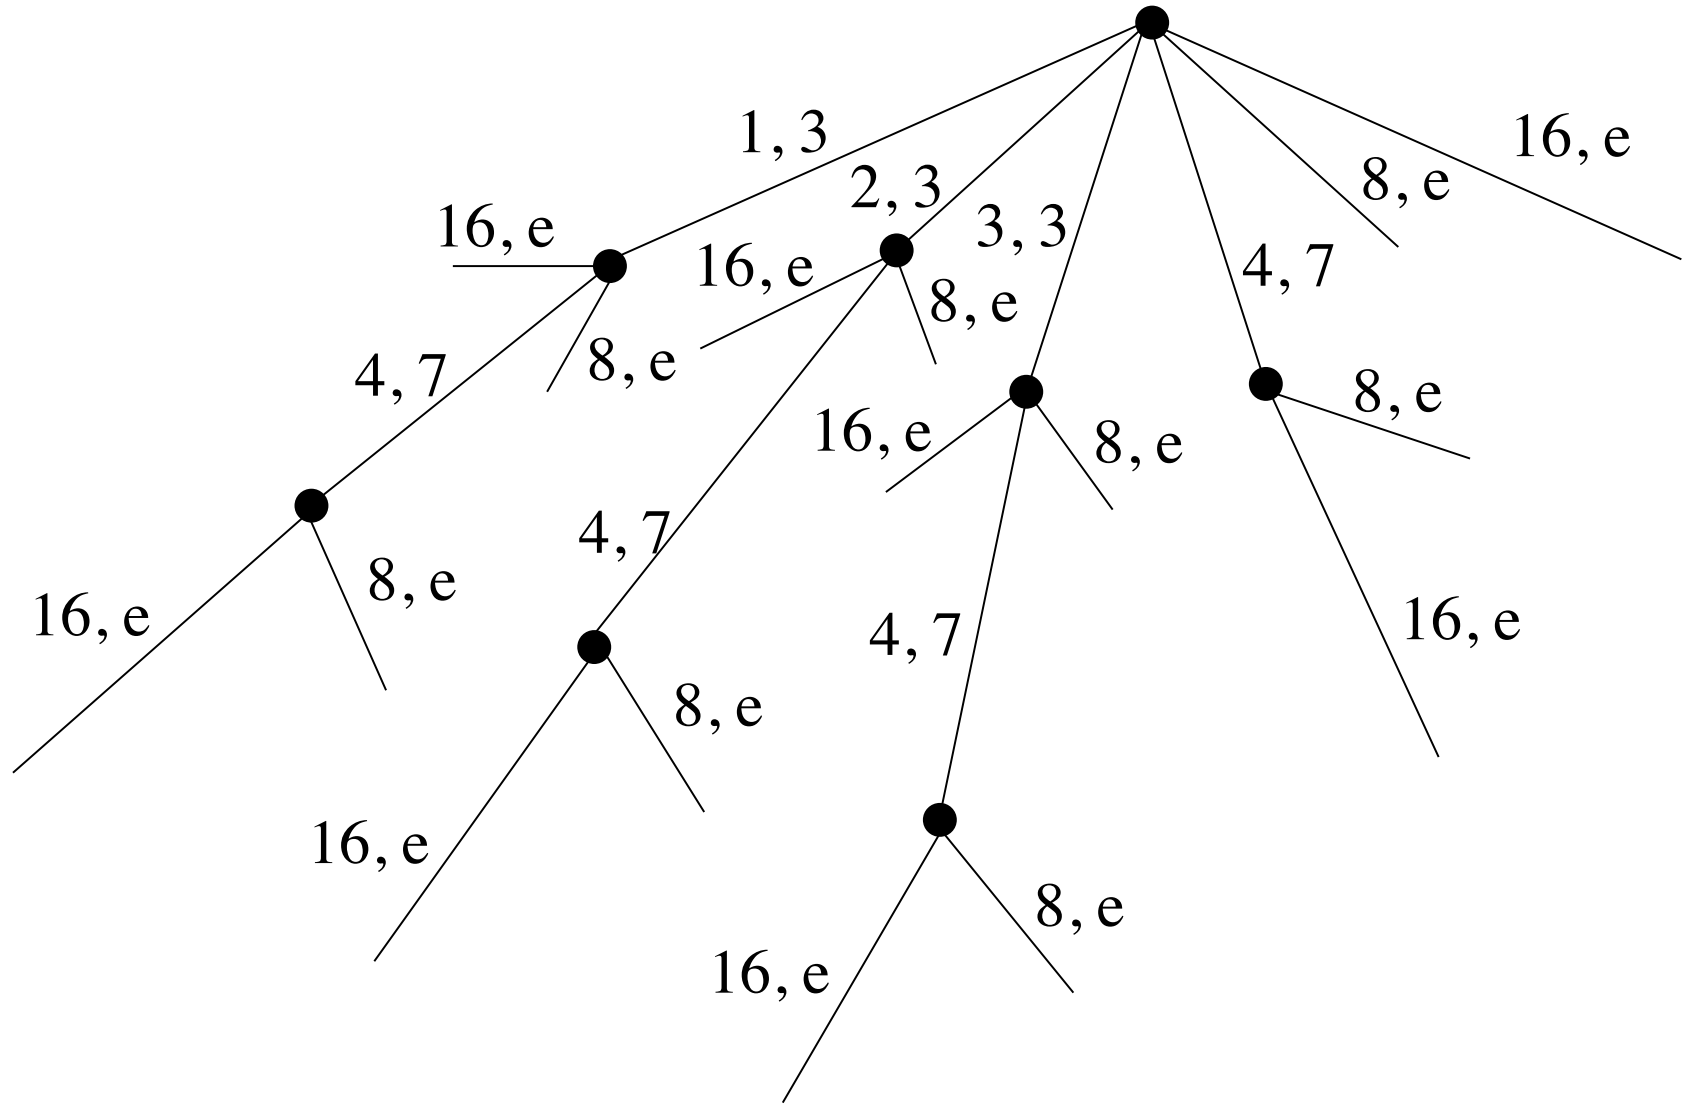 1, 3
16, e
2, 3
8, e
16, e
3, 3
16, e
4, 7
8, e
4, 7
8, e
8, e
16, e
8, e
4, 7
8, e
16, e
16, e
4, 7
8, e
16, e
8, e
16, e